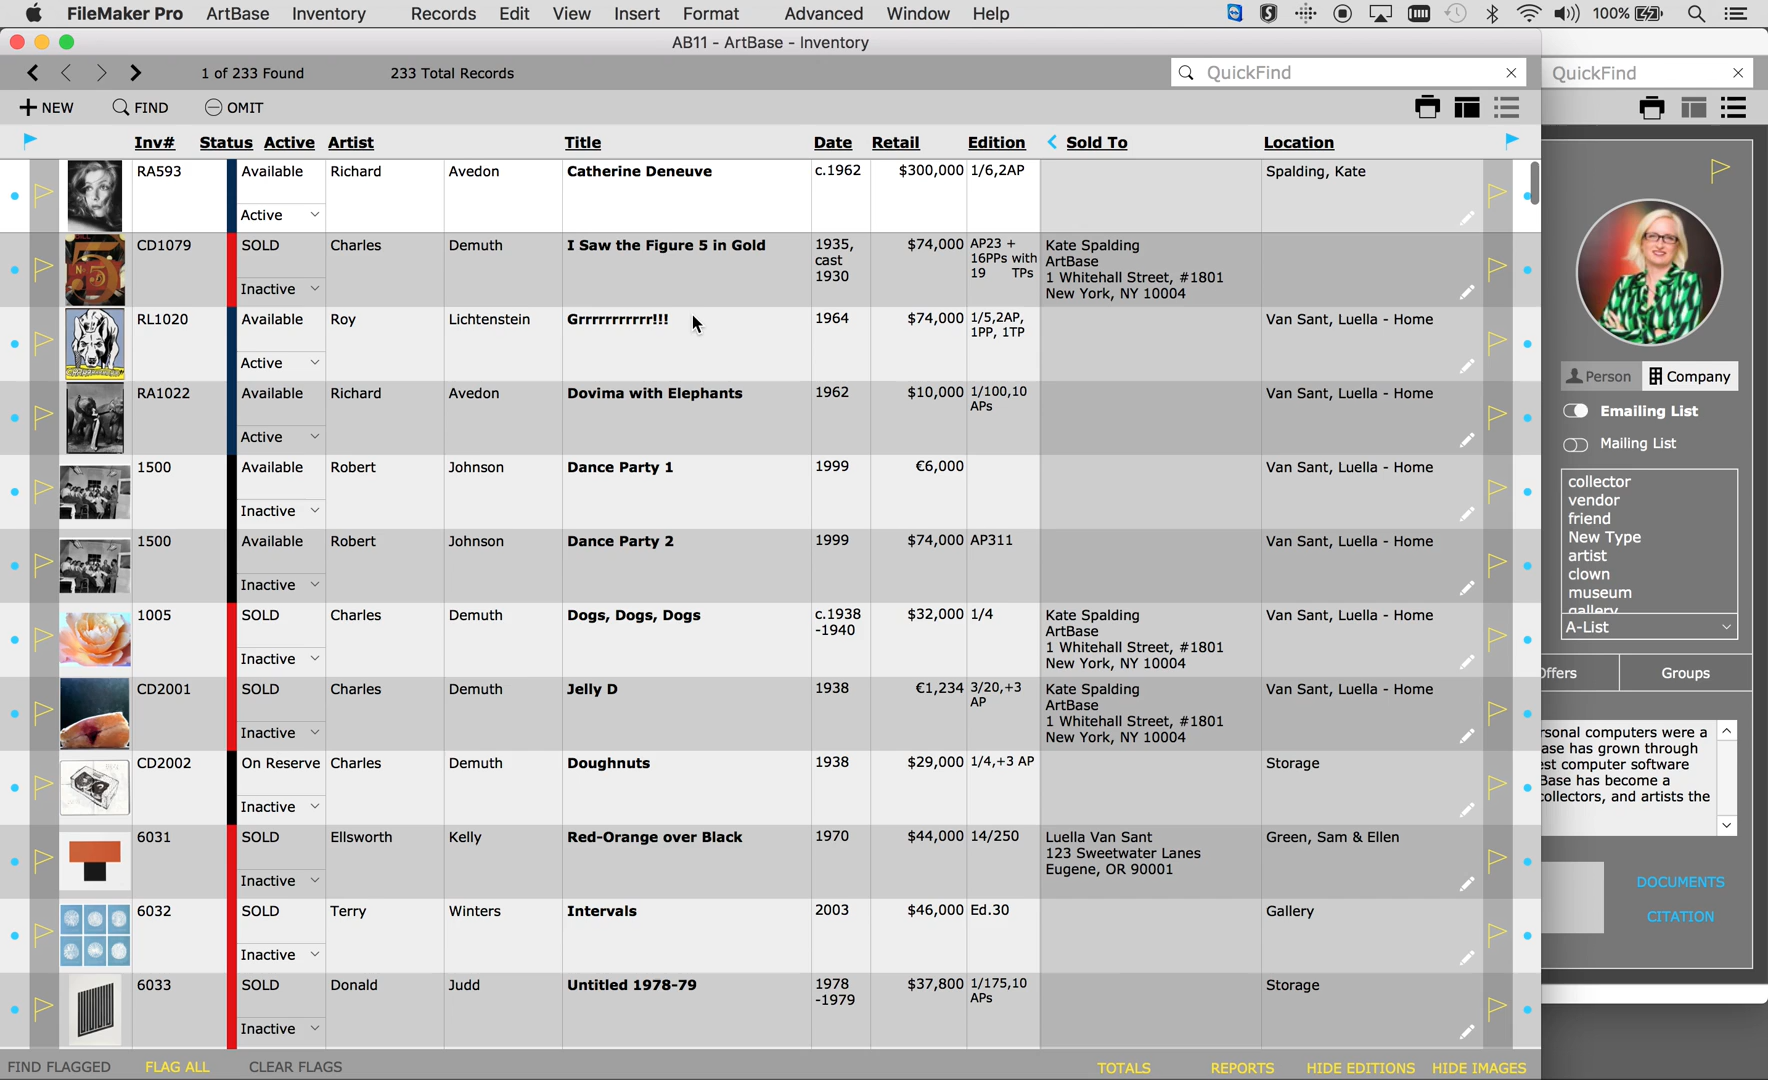 FileMaker Pro ArtBase Inventory Records Edit View Insert Format Advanced Window Help 100%
AB11 - ArtBase - Inventory
1 of 233 Found 233 Total Records QuickFind QuickFind
NEW FIND OMIT
Inv# Status Active Artist Title Date Retail Edition Sold To Location
RA593 Available Richard Avedon Catherine Deneuve c.1962 $300,000 1/6,2AP Spalding, Kate
Active
CD1079 SOLD Charles Demuth I Saw the Figure 5 in Gold 1935, $74,000 AP23 + Kate Spalding
cast 16PPs with ArtBase
1930 19 TPs 1 Whitehall Street, #1801
Inactive New York, NY 10004
RL1020 Available Roy Lichtenstein Grrrrrrrrrrr!!! 1964 $74,000 1/5,2AP, Van Sant, Luella - Home
1PP, 1TP
Active
RA1022 Available Richard Avedon Dovima with Elephants 1962 $10,000 1/100,10 Van Sant, Luella - Home
APs
Active
1500 Available Robert Johnson Dance Party 1 1999 €6,000 Van Sant, Luella - Home
Inactive
1500 Available Robert Johnson Dance Party 2 1999 $74,000 AP311 Van Sant, Luella - Home
Inactive
1005 SOLD Charles Demuth Dogs, Dogs, Dogs c.1938 $32,000 1/4 Kate Spalding Van Sant, Luella - Home
-1940 ArtBase
1 Whitehall Street, #1801
Inactive New York, NY 10004
CD2001 SOLD Charles Demuth Jelly D 1938 €1,234 3/20,+3 Kate Spalding Van Sant, Luella - Home
AP ArtBase
1 Whitehall Street, #1801
Inactive New York, NY 10004
CD2002 On Reserve Charles Demuth Doughnuts 1938 $29,000 1/4,+3 AP Storage
Inactive
6031 SOLD Ellsworth Kelly Red-Orange over Black 1970 $44,000 14/250 Luella Van Sant Green, Sam & Ellen
123 Sweetwater Lanes
Eugene, OR 90001
Inactive
6032 SOLD Terry Winters Intervals 2003 $46,000 Ed.30 Gallery
Inactive
6033 SOLD Donald Judd Untitled 1978-79 1978 $37,800 1/175,10 Storage
-1979 APs
Inactive
FIND FLAGGED FLAG ALL CLEAR FLAGS TOTALS REPORTS HIDE EDITIONS HIDE IMAGES
Person Company
Emailing List
Mailing List
collector
vendor
friend
New Type
artist
clown
museum
gallery
A-List
Offers Groups
rsonal computers were a
ase has grown through
est computer software
Base has become a
collectors, and artists the
DOCUMENTS
CITATION